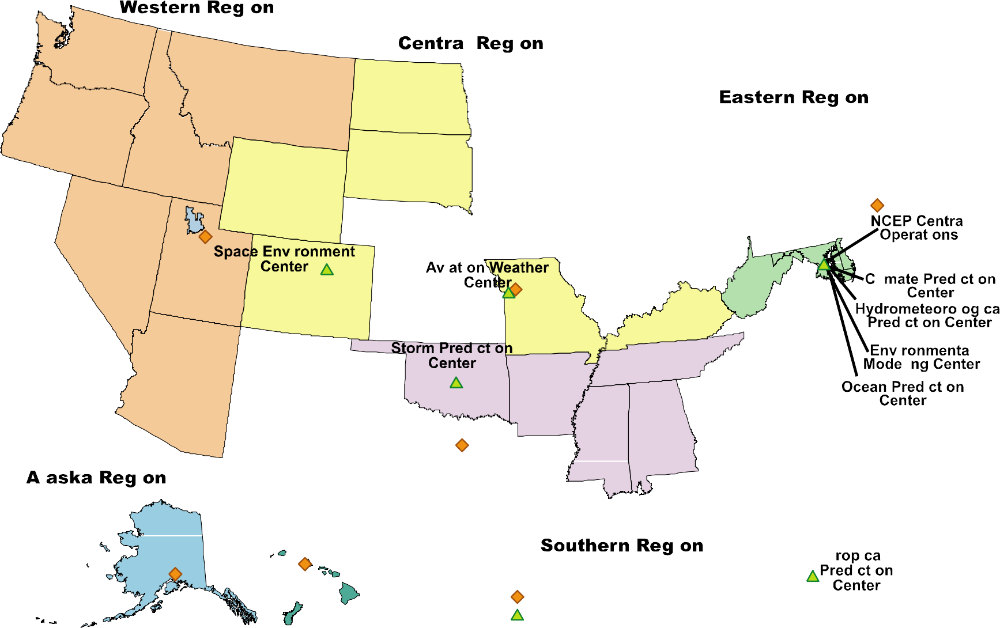 Western Reg on
Centra Reg on
Eastern Reg on
NCEP Centra
Operat ons
Space Env ronment
Center
Av at on Weather
Center
C mate Pred ct on
Center
Hydrometeoro og ca
Pred ct on Center
Storm Pred ct on
Center
Env ronmenta
Mode ng Center
Ocean Pred ct on
Center
A aska Reg on
Southern Reg on
rop ca
Pred ct on
Center